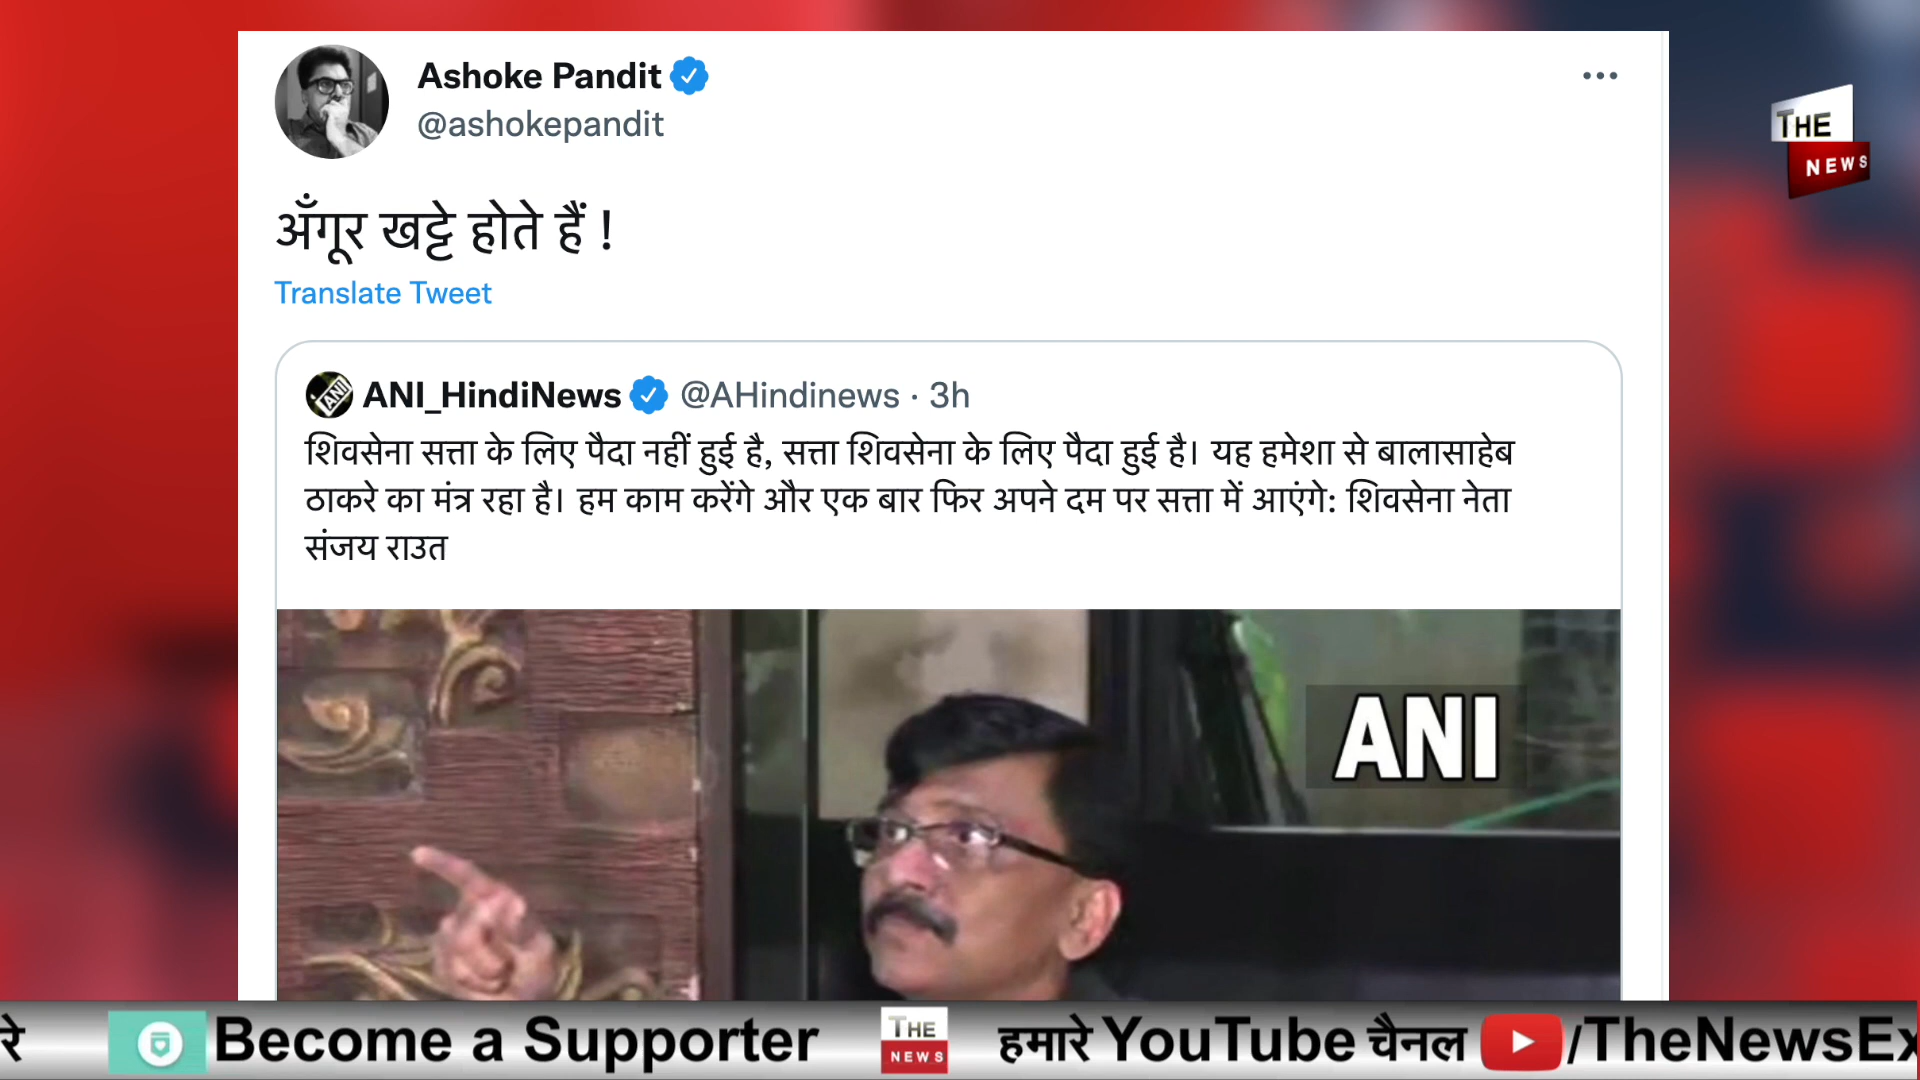 Ashoke Pandit
@ashokepandit
THE
NEWS
अँगूर खट्टे होते हैं !
Translate Tweet
ANI
ANI_HindiNews @AHindinews · 3h
शिवसेना सत्ता के लिए पैदा नहीं हुई है, सत्ता शिवसेना के लिए पैदा हुई है। यह हमेशा से बालासाहेब
ठाकरे का मंत्र रहा है। हम काम करेंगे और एक बार फिर अपने दम पर सत्ता में आएंगे: शिवसेना नेता
संजय राउत
ANI
रे Become a Supporter THE NEWS हमारे YouTube चैनल /TheNewsEx